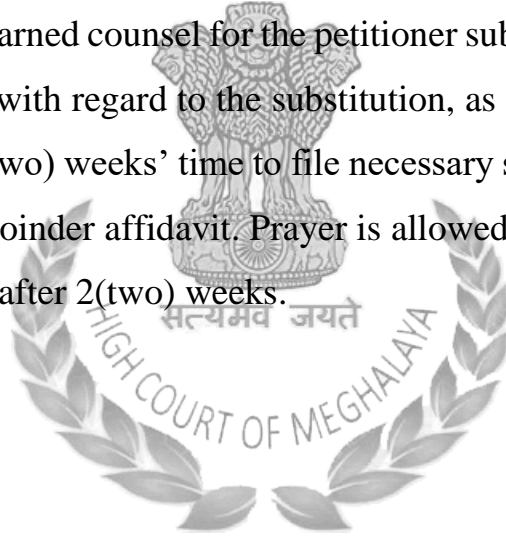 arned counsel for the petitioner sub
with regard to the substitution, as
wo) weeks’ time to file necessary s
oinder affidavit. Prayer is allowed
after 2(two) weeks.
सत्यमेव जयते
HIGH COURT OF MEGHALAYA